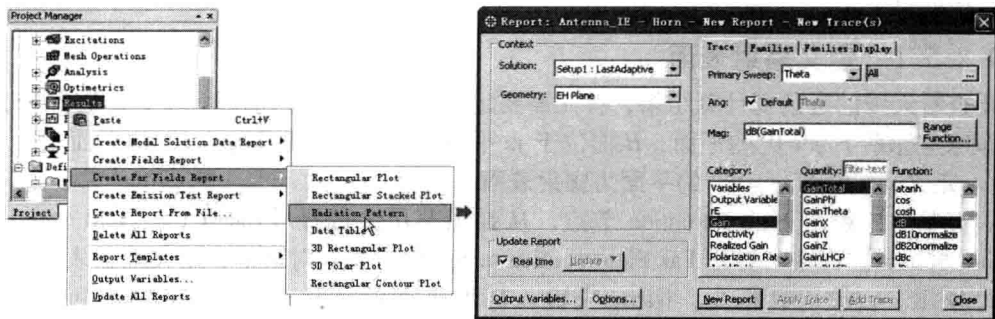 Project Manager
Excitations
Mesh Operations
Analysis
Optimetrics
Results
Paste Ctrl+V
Create Modal Solution Data Report
Create Fields Report
Create Far Fields Report
Create Emission Test Report
Create Report From File...
Delete All Reports
Report Templates
Output Variables...
Update All Reports
Defi
Project
Rectangular Plot
Rectangular Stacked Plot
Radiation Pattern
Data Table
3D Rectangular Plot
3D Polar Plot
Rectangular Contour Plot
Report: Antenna_IE - Horn - New Report - New Trace(s)
Context
Solution: Setup1 : LastAdaptive
Geometry: EH Plane
Update Report
Real time Update
Output Variables... Options...
Trace Families Families Display
Primary Sweep: Theta All ...
Ang: Default Theta ...
Mag: dB(GainTotal) Range Function...
Category: Quantity: filter-text Function:
Variables
Output Variable
rE
Gain
Directivity
Realized Gain
Polarization Rat
GainTotal
GainPhi
GainTheta
GainX
GainY
GainZ
GainLHCP
atanh
cos
cosh
dB
dB10normalize
dB20normalize
dBc
New Report Apply Trace Add Trace Close